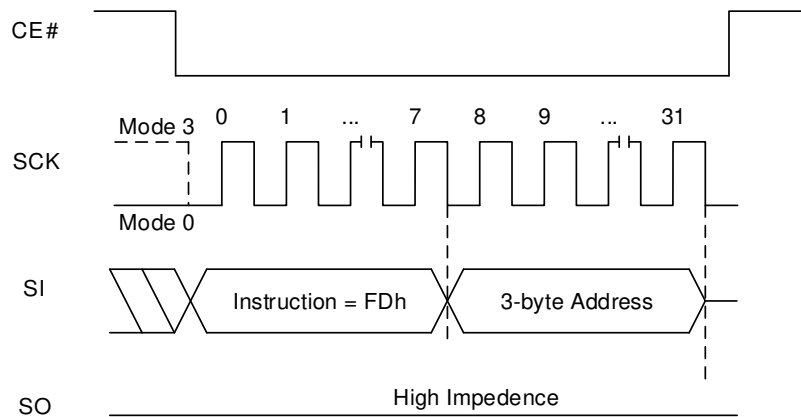 CE#
0 1 ... 7 8 9 ... 31
Mode 3
SCK
Mode 0
SI
Instruction = FDh
3-byte Address
High Impedence
SO